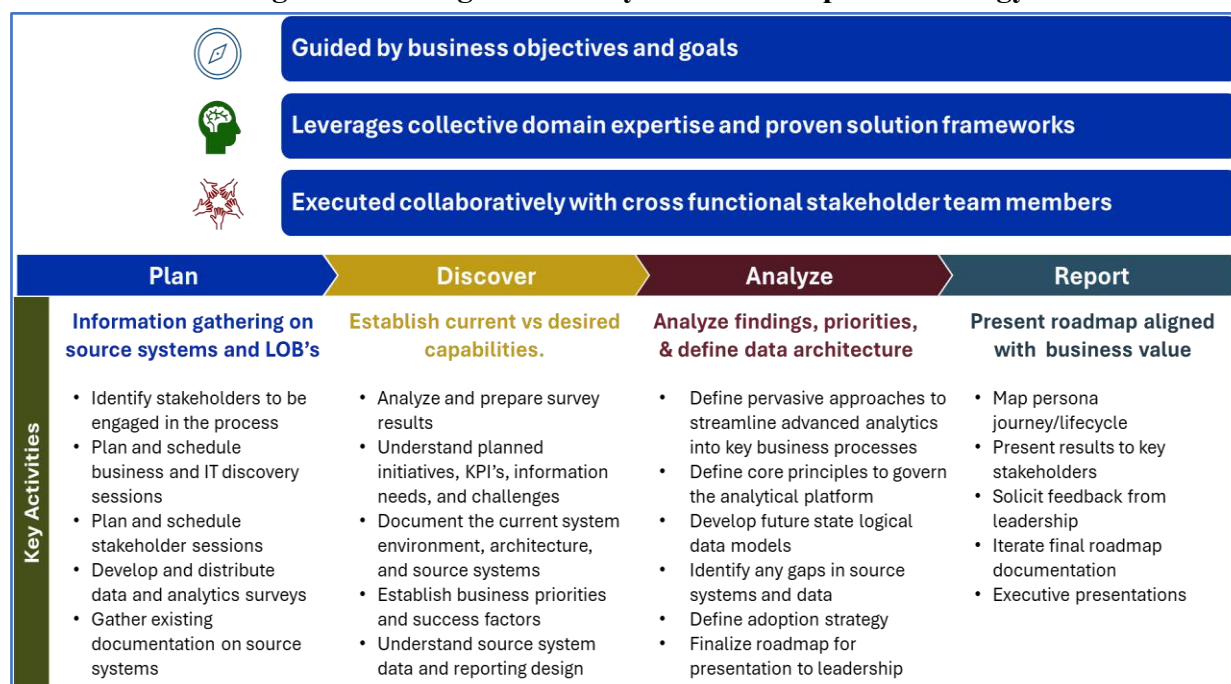 Guided by business objectives and goals
Leverages collective domain expertise and proven solution frameworks
Executed collaboratively with cross functional stakeholder team members
Plan
Discover
Analyze
Report
Key Activities
Information gathering on
source systems and LOB's
• Identify stakeholders to be
engaged in the process
• Plan and schedule
business and IT discovery
sessions
• Plan and schedule
stakeholder sessions
• Develop and distribute
data and analytics surveys
• Gather existing
documentation on source
systems
Establish current vs desired
capabilities.
• Analyze and prepare survey
results
• Understand planned
initiatives, KPI's, information
needs, and challenges
• Document the current system
environment, architecture,
and source systems
• Establish business priorities
and success factors
• Understand source system
data and reporting design
Analyze findings, priorities,
& define data architecture
• Define pervasive approaches to
streamline advanced analytics
into key business processes
• Define core principles to govern
the analytical platform
• Develop future state logical
data models
• Identify any gaps in source
systems and data
• Define adoption strategy
• Finalize roadmap for
presentation to leadership
Present roadmap aligned
with business value
• Map persona
journey/lifecycle
• Present results to key
stakeholders
• Solicit feedback from
leadership
• Iterate final roadmap
documentation
• Executive presentations